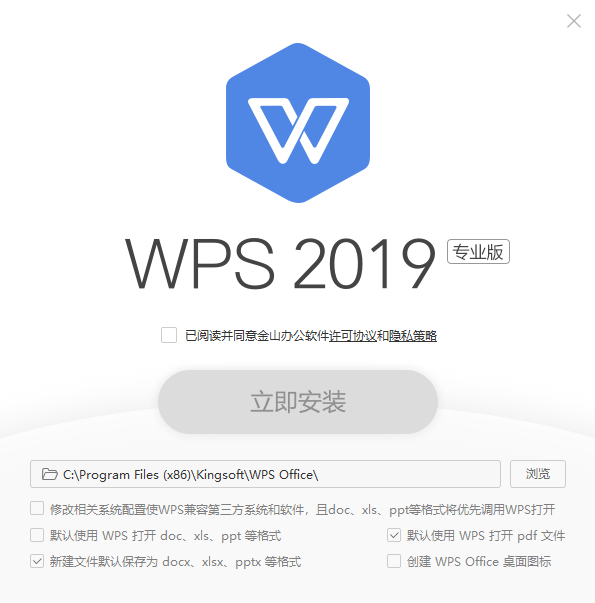 WPS 2019 专业版
已阅读并同意金山办公软件许可协议和隐私策略
立即安装
C:\Program Files (x86)\Kingsoft\WPS Office\ 浏览
修改相关系统配置使WPS兼容第三方系统和软件，且doc、xls、ppt等格式将优先调用WPS打开
默认使用 WPS 打开 doc、xls、ppt 等格式 默认使用 WPS 打开 pdf 文件
新建文件默认保存为 docx、xlsx、pptx 等格式 创建 WPS Office 桌面图标